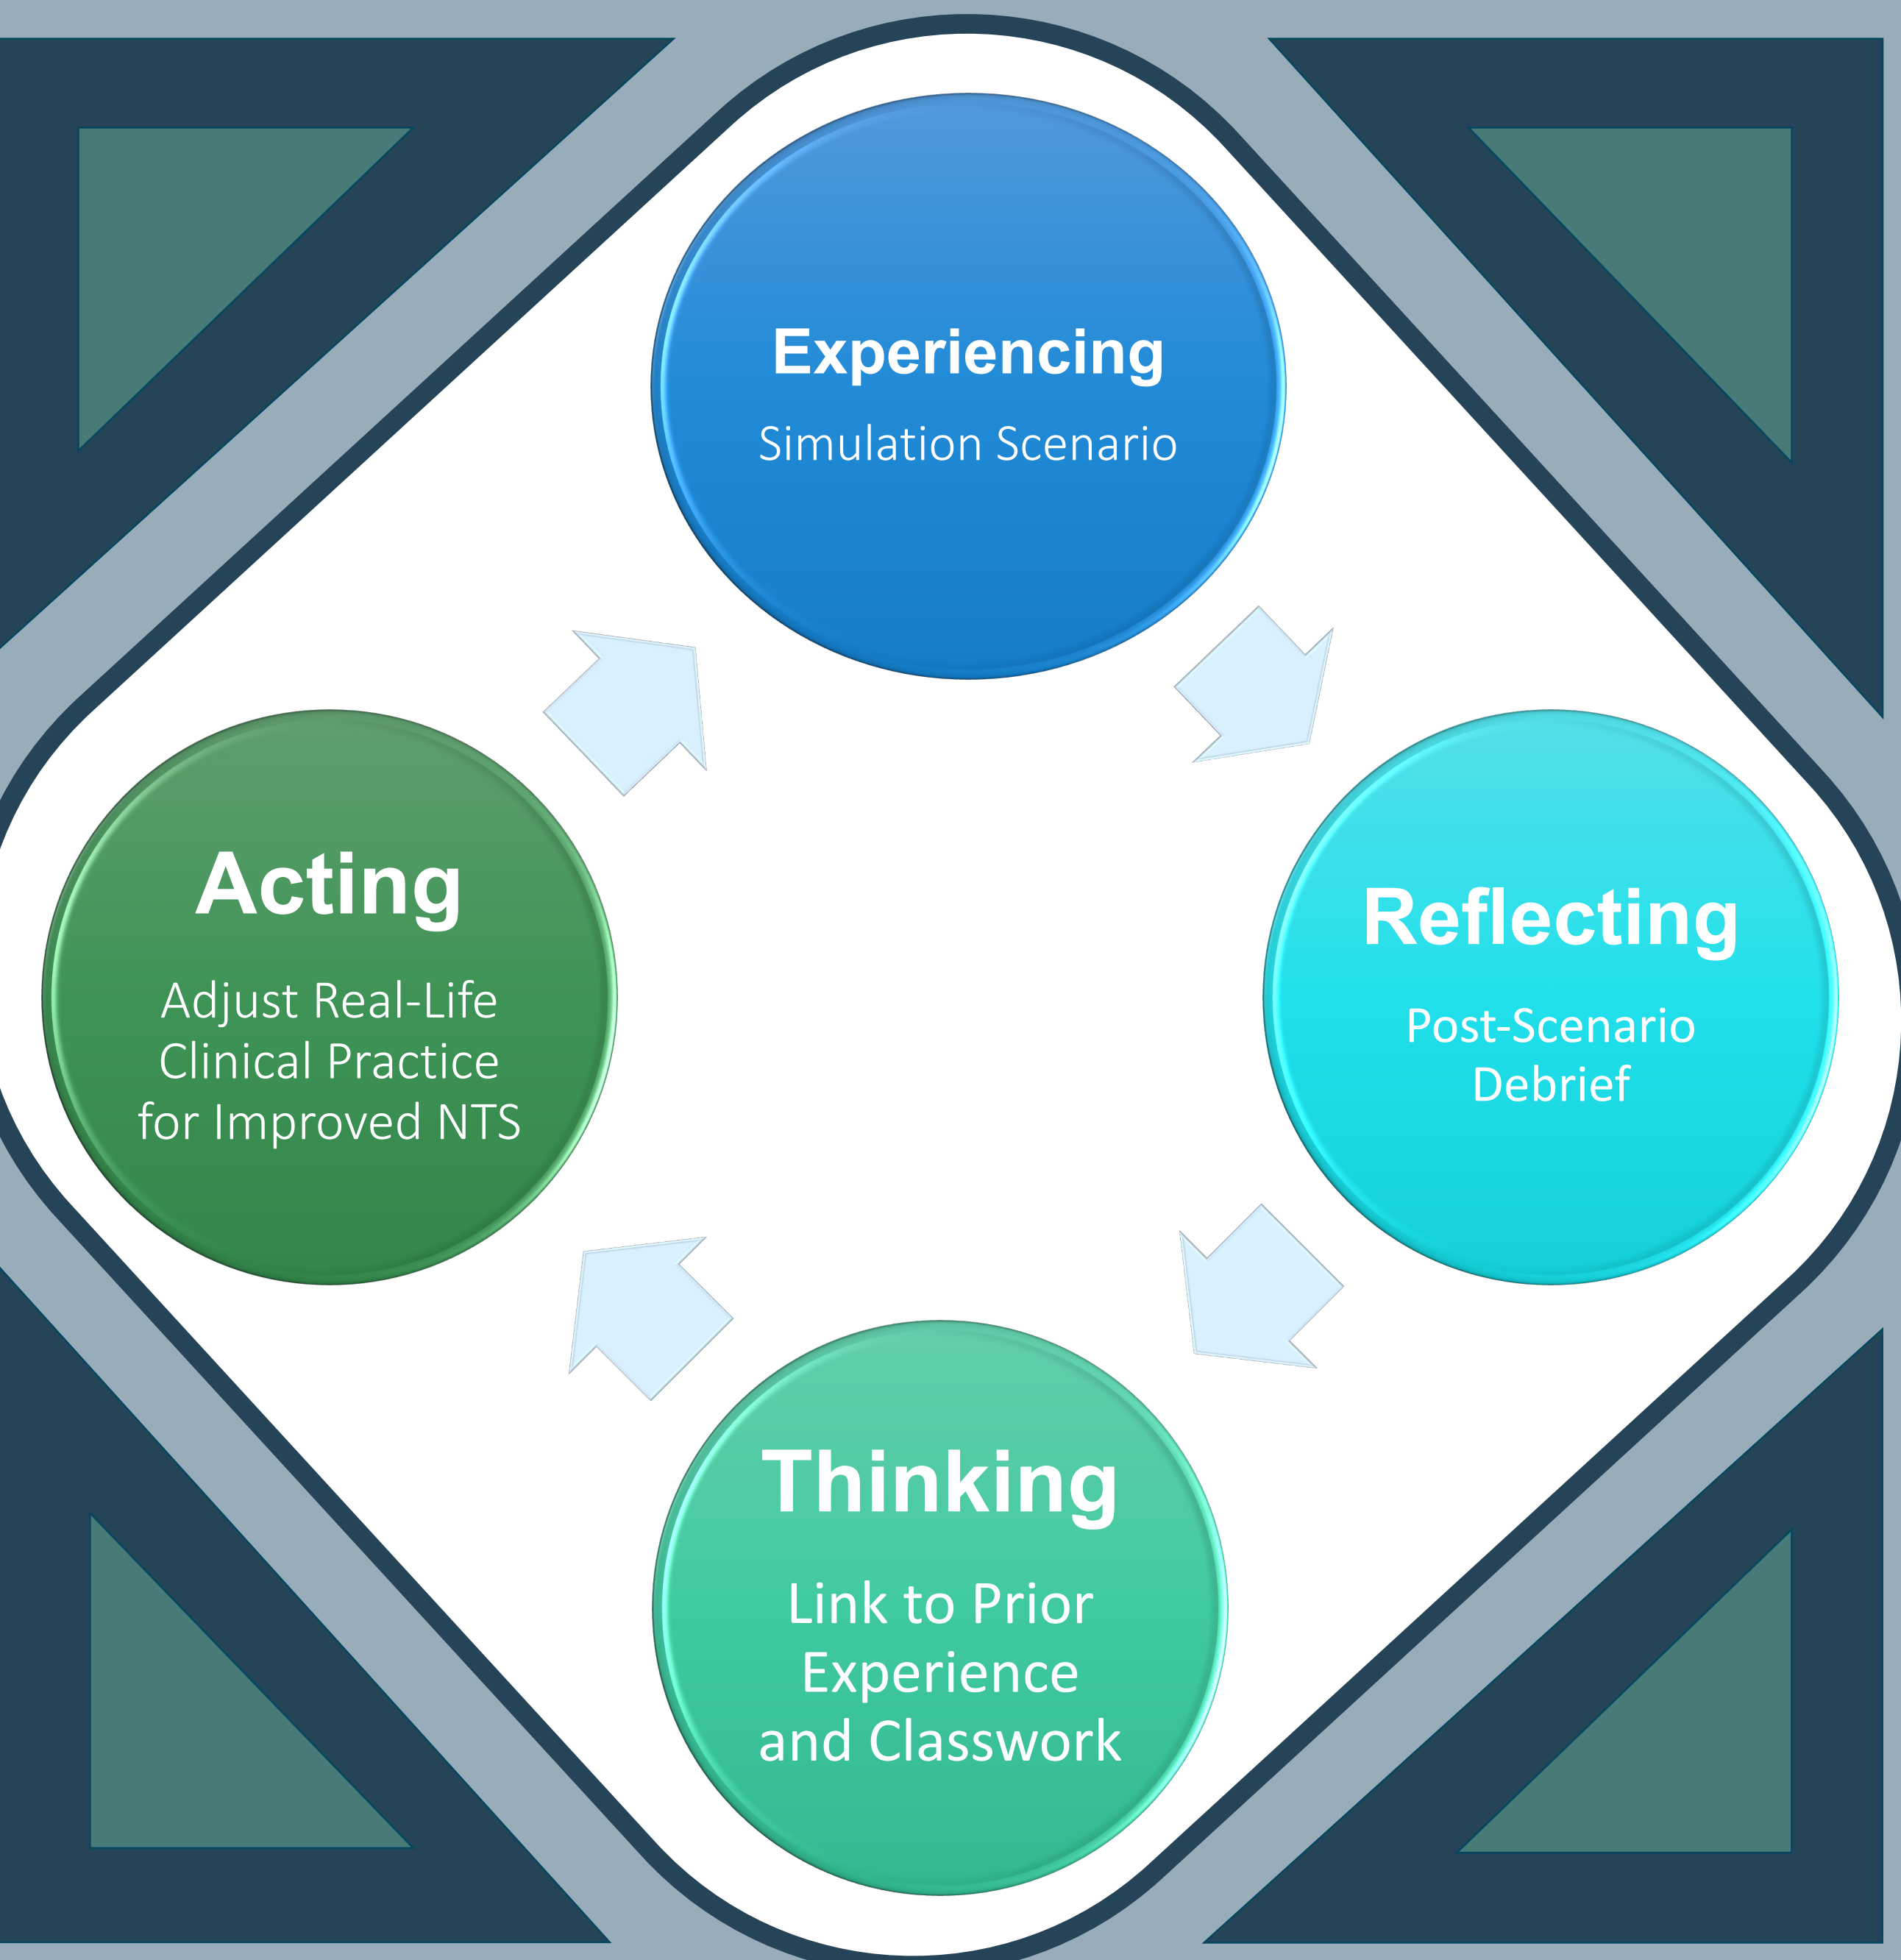 Experiencing
Simulation Scenario
Acting
Adjust Real-Life
Clinical Practice
for Improved NTS
Reflecting
Post-Scenario
Debrief
Thinking
Link to Prior
Experience
and Classwork